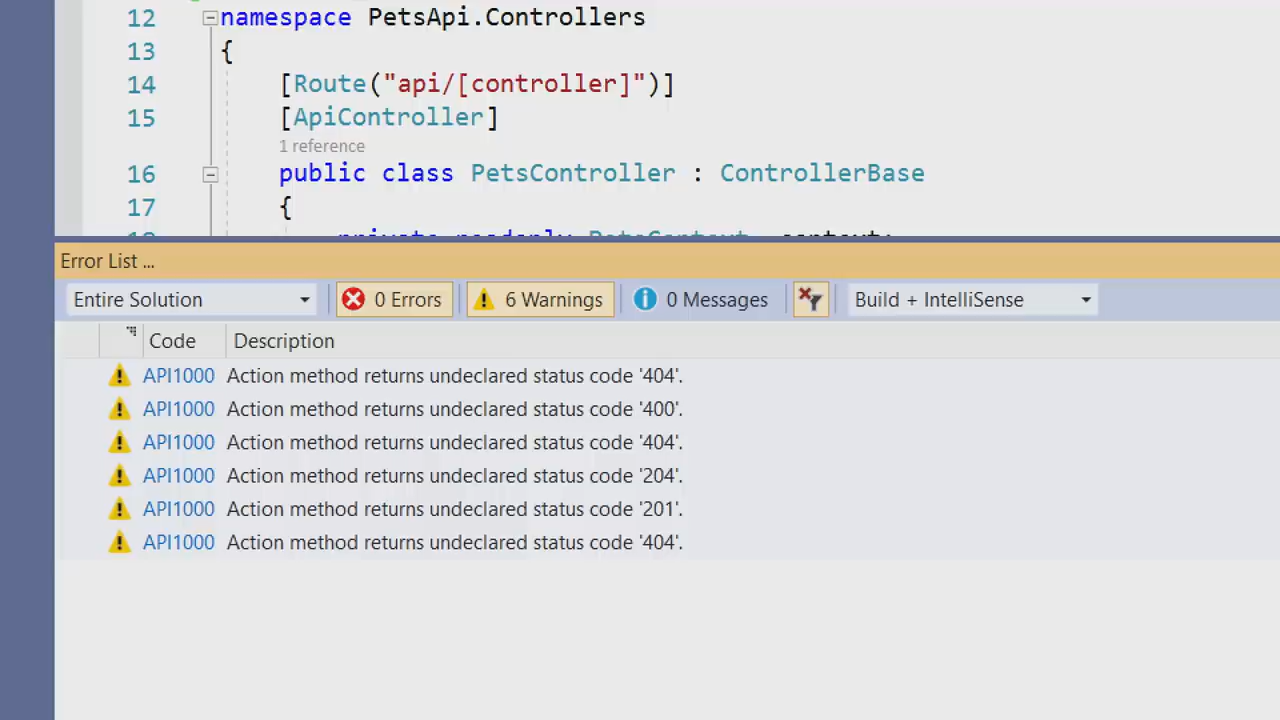 12 namespace PetsApi.Controllers
13 {
14 [Route("api/[controller]")]
15 [ApiController]
1 reference
16 public class PetsController : ControllerBase
17 {
Error List ...
Entire Solution 0 Errors 6 Warnings 0 Messages Build + IntelliSense
Code Description
API1000 Action method returns undeclared status code '404'.
API1000 Action method returns undeclared status code '400'.
API1000 Action method returns undeclared status code '404'.
API1000 Action method returns undeclared status code '204'.
API1000 Action method returns undeclared status code '201'.
API1000 Action method returns undeclared status code '404'.